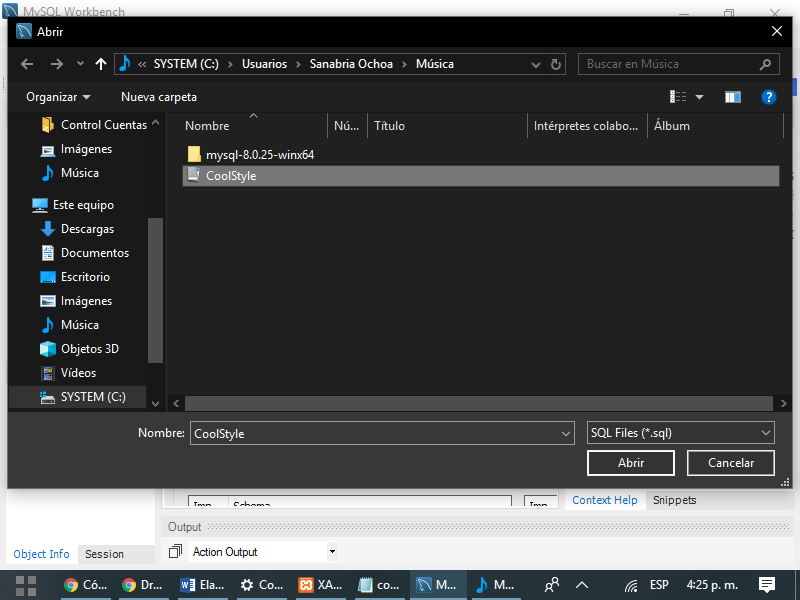 MySQL Workbench
Abrir
« SYSTEM (C:) › Usuarios › Sanabria Ochoa › Música
Buscar en Música
Organizar
Nueva carpeta
Control Cuentas
Imágenes
Música
Este equipo
Descargas
Documentos
Escritorio
Imágenes
Música
Objetos 3D
Vídeos
SYSTEM (C:)
Nombre Nú... Título Intérpretes colabo... Álbum
mysql-8.0.25-winx64
CoolStyle
Nombre: CoolStyle
SQL Files (*.sql)
Abrir Cancelar
Context Help Snippets
Output
Object Info Session
Action Output
Có... Dr... Ela... Co... XA... co... M... M... ESP 4:25 p. m.